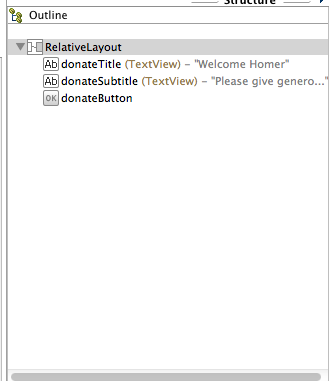 Structure
Outline
RelativeLayout
Ab donateTitle (TextView) – "Welcome Homer"
Ab donateSubtitle (TextView) – "Please give genero..."
OK donateButton